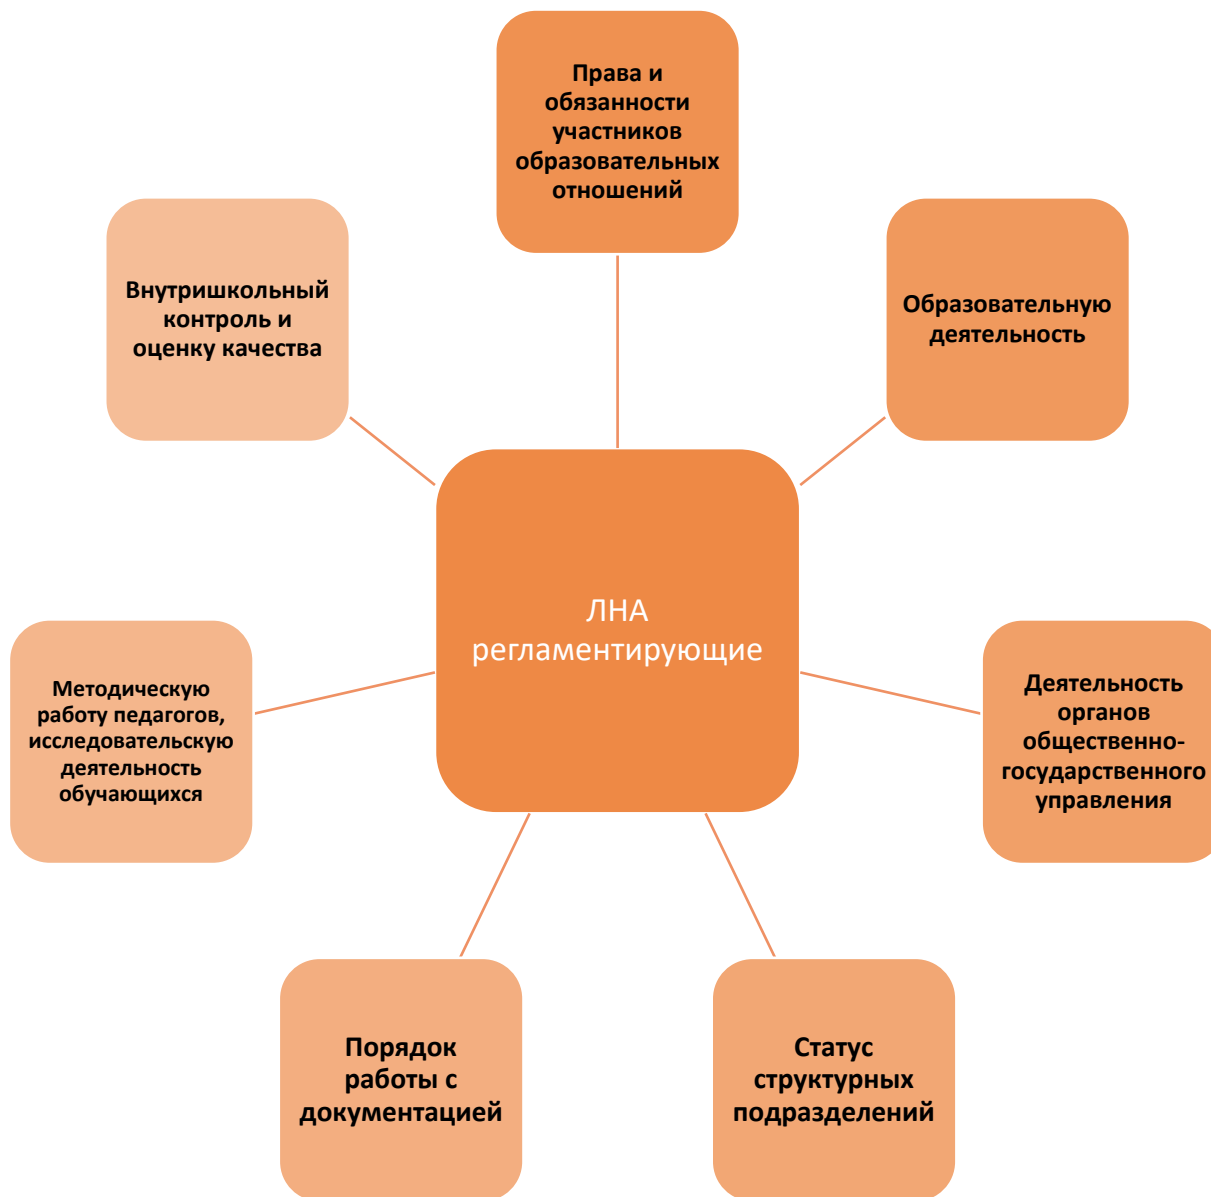 Права и
обязанности
участников
образовательных
отношений
Внутришкольный
контроль и
оценку качества
Образовательную
деятельность
ЛНА
регламентирующие
Методическую
работу педагогов,
исследовательскую
деятельность
обучающихся
Деятельность
органов
общественно-
государственного
управления
Порядок
работы с
документацией
Статус
структурных
подразделений